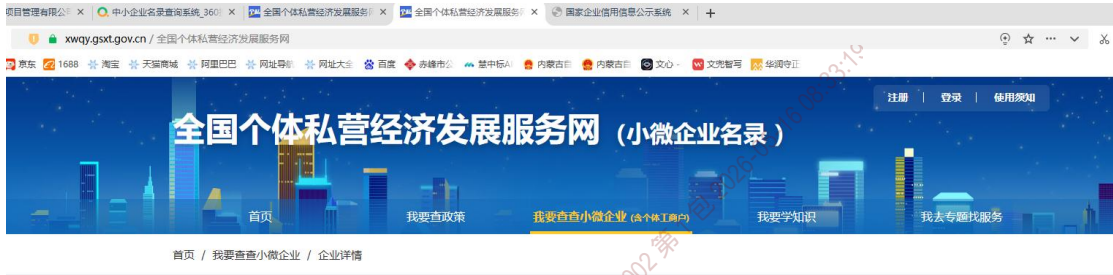 项目管理有限公司 × 中小企业名录查询系统_360 × 全国个体私营经济发展服务 × 全国个体私营经济发展服务 × 国家企业信用信息公示系统 × +
xwqy.gsxt.gov.cn / 全国个体私营经济发展服务网
京东 1688 淘宝 天猫商城 阿里巴巴 网址导航 网址大全 百度 赤峰市公 慧中标A 内蒙古自 内蒙古自 文心 - 文兜智写 华润守正
注册 | 登录 | 使用须知
全国个体私营经济发展服务网 (小微企业名录)
首页 我要查政策 我要查查小微企业 (含个体工商户) 我要学知识 我去专题找服务
首页 / 我要查查小微企业 / 企业详情